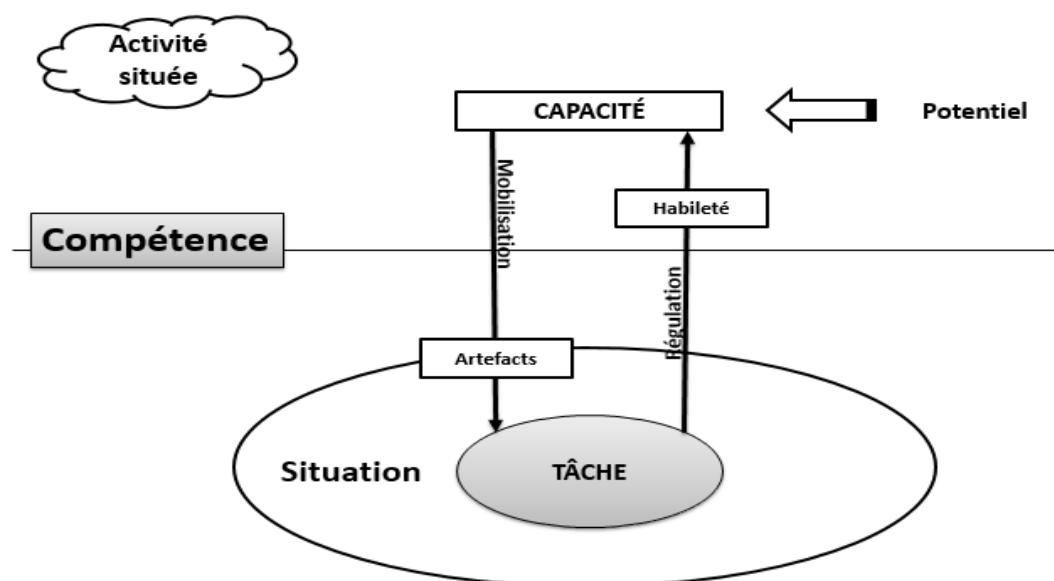 Activité
située
CAPACITÉ
Potentiel
Mobilisation
Habileté
Compétence
Régulation
Artefacts
Situation
TÂCHE